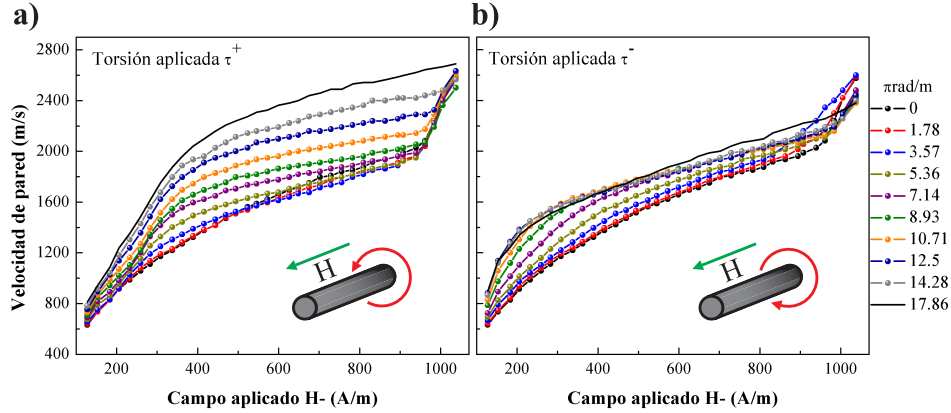 a)
Torsión aplicada τ+
2800
2400
2000
1600
1200
800
400
Velocidad de pared (m/s)
H
200
400
600
800
1000
Campo aplicado H- (A/m)
b)
Torsión aplicada τ-
H
200
400
600
800
1000
Campo aplicado H- (A/m)
πrad/m
0
1.78
3.57
5.36
7.14
8.93
10.71
12.5
14.28
17.86